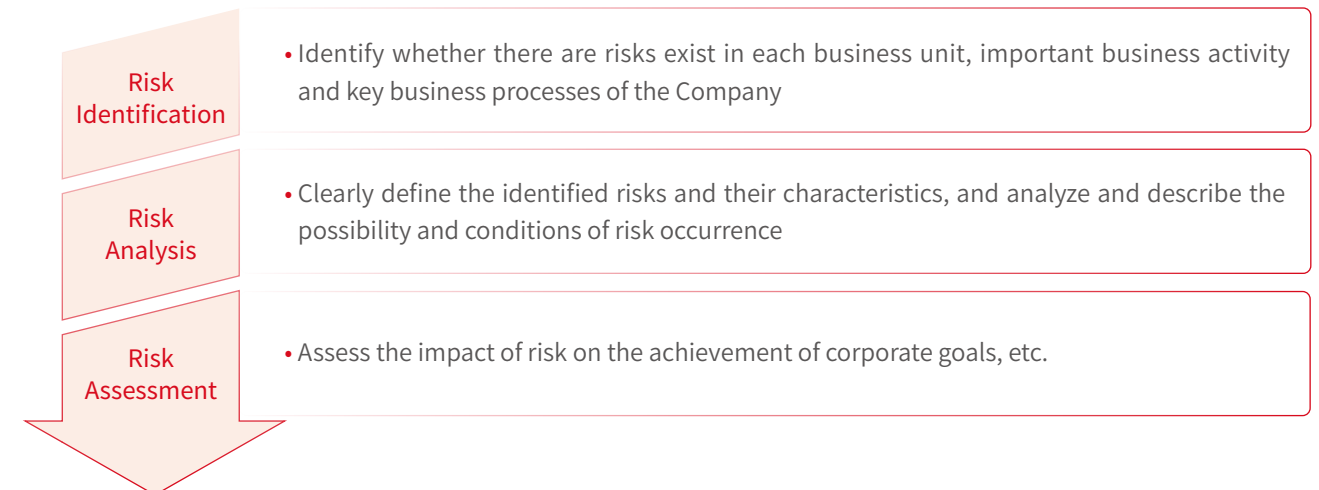 Risk
Identification
• Identify whether there are risks exist in each business unit, important business activity
and key business processes of the Company
Risk
Analysis
• Clearly define the identified risks and their characteristics, and analyze and describe the
possibility and conditions of risk occurrence
Risk
Assessment
• Assess the impact of risk on the achievement of corporate goals, etc.